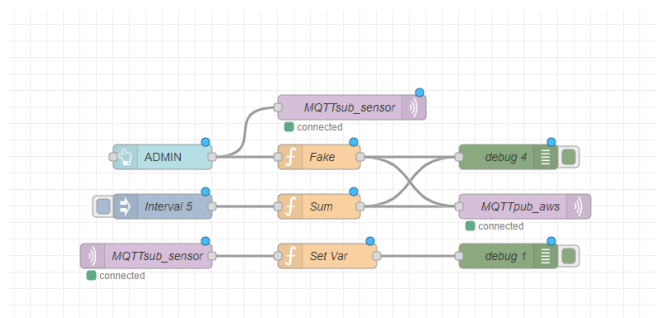 MQTTsub_sensor
connected
ADMIN
Fake
debug 4
Interval 5
Sum
MQTTpub_aws
connected
MQTTsub_sensor
Set Var
debug 1
connected